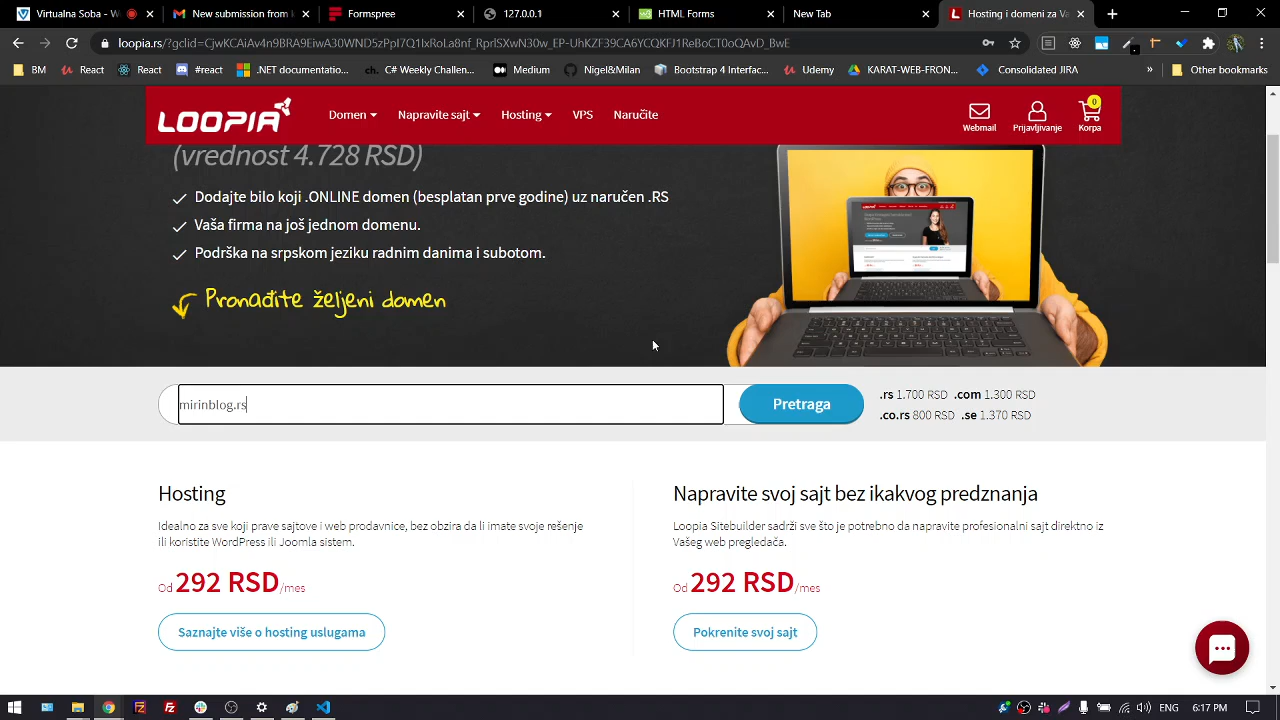 Virtualna Soba - W
New submission from
Formspree
127.0.0.1
HTML Forms
New Tab
Hosting i domeni za Va
loopia.rs/?gclid=CjwKCAiAv4n9BRA9EiwA30WND5zPpI7Q1IxRoLa8nf_RprlSXwN30w_EP-UhKZF39CA6YCQKFJ1ReBoCT0oQAvD_BwE
BM
React
React
#react
.NET documentatio...
C# Weekly Challen...
Medium
Nigel&Milan
Bootstrap 4 Interfac...
Udemy
KARAT-WEB-FRON...
Consolidated JIRA
»
Other bookmarks
LOOPIA
Domen
Napravite sajt
Hosting
VPS
Naručite
Webmail
Prijavljivanje
0
Korpa
(vrednost 4.728 RSD)
Dodajte bilo koji .ONLINE domen (besplatan prve godine) uz naručen .RS
Vaša firma na još jednom domenu!
Podrška na srpskom jeziku radnim danima i subotom.
Pronađite željeni domen
mirinblog.rs
Pretraga
.rs 1.700 RSD .com 1.300 RSD
.co.rs 800 RSD .se 1.370 RSD
Hosting
Idealno za sve koji prave sajtove i web prodavnice, bez obzira da li imate svoje rešenje
ili koristite WordPress ili Joomla sistem.
Od 292 RSD/mes
Saznajte više o hosting uslugama
Napravite svoj sajt bez ikakvog predznanja
Loopia Sitebuilder sadrži sve što je potrebno da napravite profesionalni sajt direktno iz
Vašeg web pregledača.
Od 292 RSD/mes
Pokrenite svoj sajt
ENG
6:17 PM